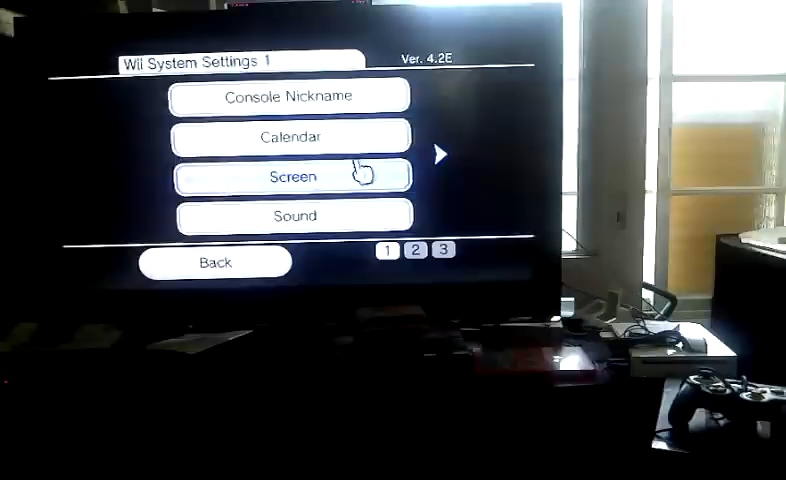 Wii System Settings 1
Ver. 4.2E
Console Nickname
Calendar
Screen
Sound
Back
1 2 3